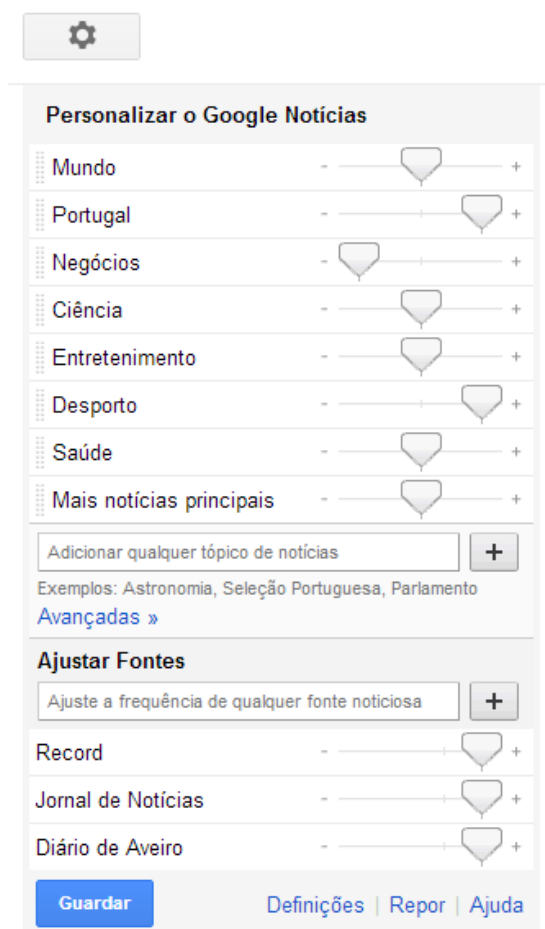 Personalizar o Google Notícias
Mundo - +
Portugal - +
Negócios - +
Ciência - +
Entretenimento - +
Desporto - +
Saúde - +
Mais notícias principais - +
Adicionar qualquer tópico de notícias +
Exemplos: Astronomia, Seleção Portuguesa, Parlamento
Avançadas »
Ajustar Fontes
Ajuste a frequência de qualquer fonte noticiosa +
Record - +
Jornal de Notícias - +
Diário de Aveiro - +
Guardar Definições | Repor | Ajuda